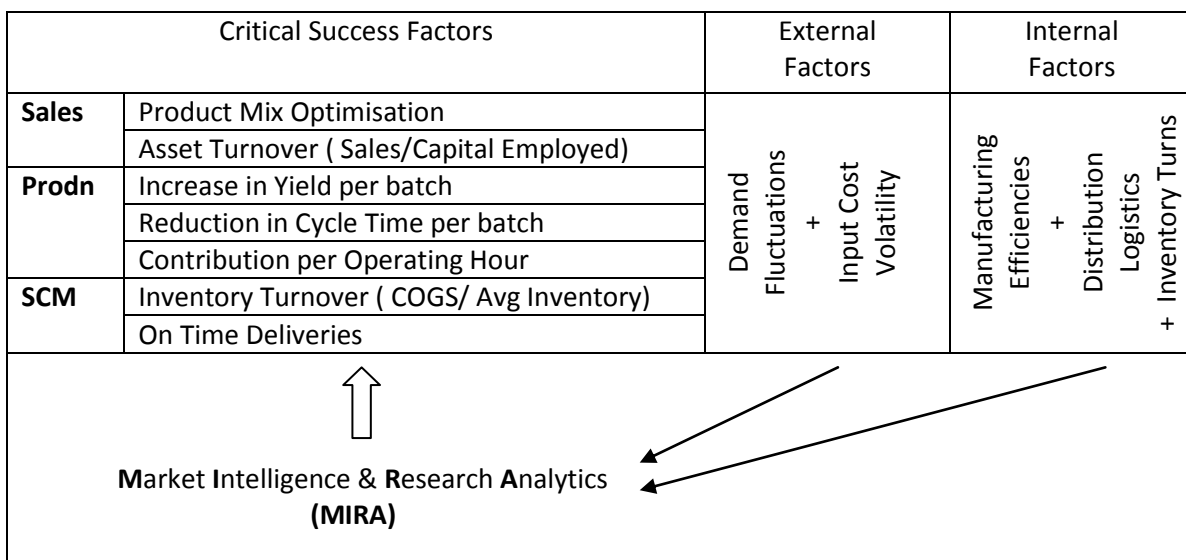 Critical Success Factors
External
Factors
Internal
Factors
Sales
Product Mix Optimisation
Asset Turnover ( Sales/Capital Employed)
Prodn
Increase in Yield per batch
Reduction in Cycle Time per batch
Contribution per Operating Hour
SCM
Inventory Turnover ( COGS/ Avg Inventory)
On Time Deliveries
Demand
Fluctuations
+
Input Cost
Volatility
Manufacturing
Efficiencies
+
Distribution
Logistics
+ Inventory Turns
Market Intelligence & Research Analytics
(MIRA)